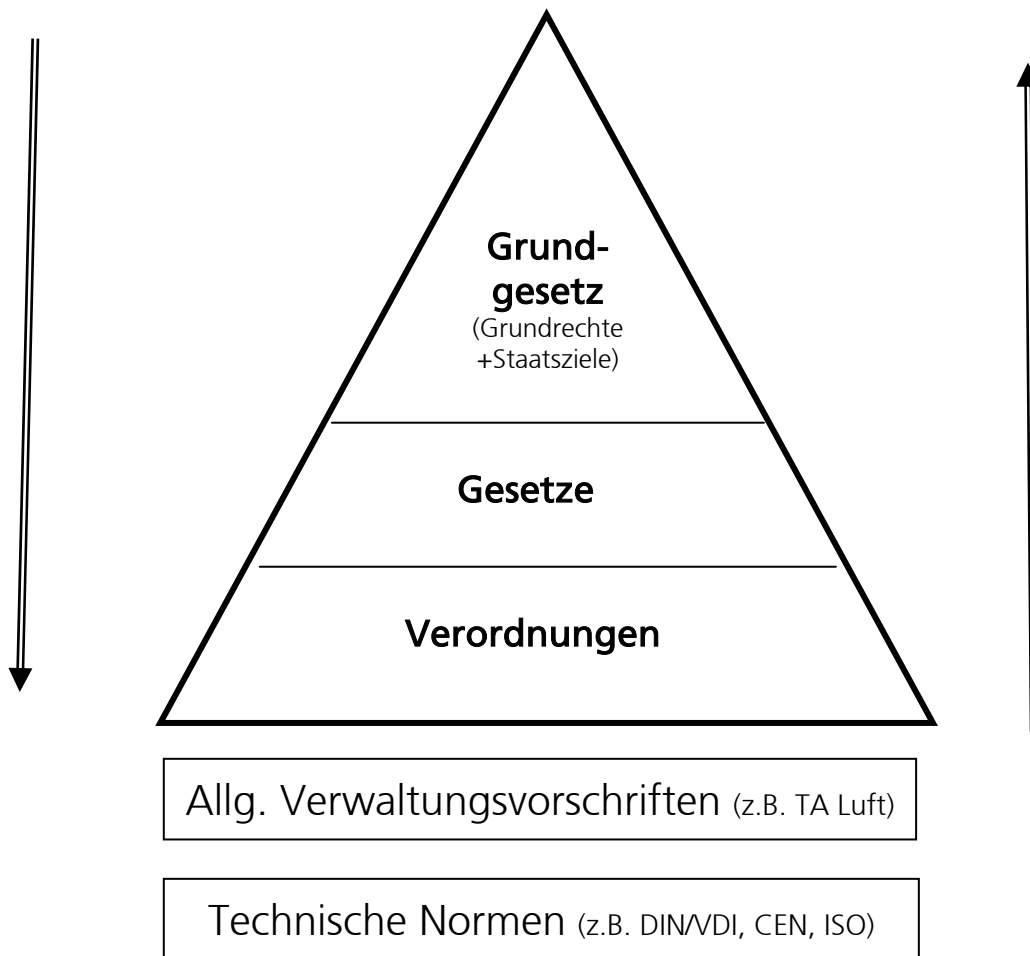 Grund-
gesetz
(Grundrechte
+Staatsziele)
Gesetze
Verordnungen
Allg. Verwaltungsvorschriften (z.B. TA Luft)
Technische Normen (z.B. DIN/VDI, CEN, ISO)